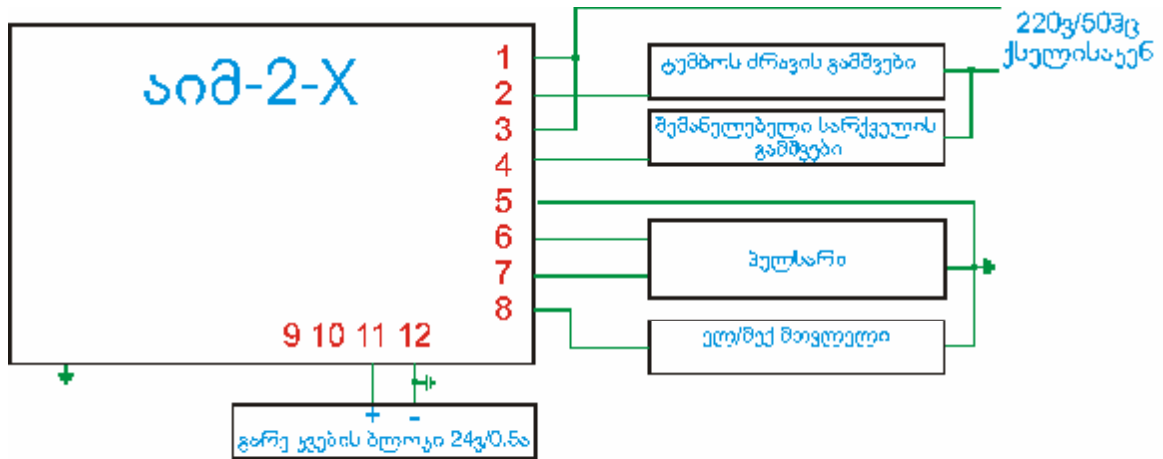 აიმ-2-X
1
2
3
4
5
6
7
8
9 10 11 12
220ვ/50ჰც
ქსელისაკენ
ტუმბოს ძრავის გამშვები
შემანელებელი სარქველის
გამშვები
პულსარი
ელ/მექ მთვლელი
+ -
გარე კვების ბლოკი 24ვ/0.5ა